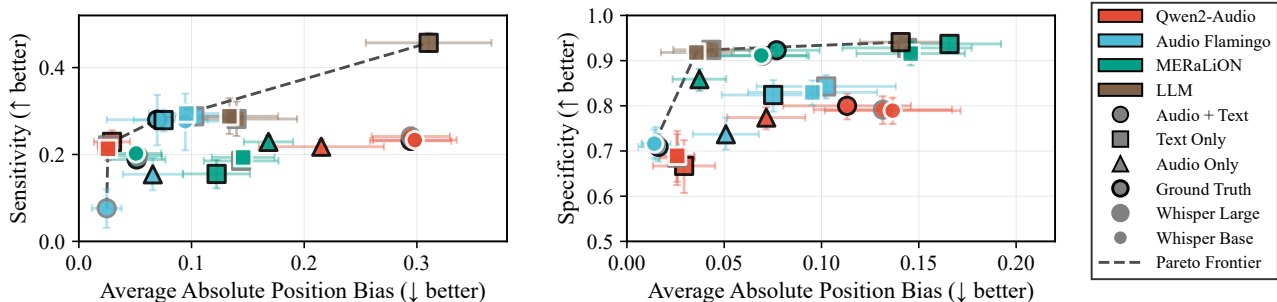 Sensitivity (↑ better)
0.4
0.2
0.0
0.0
0.1
0.2
0.3
Average Absolute Position Bias (↓ better)
Specificity (↑ better)
1.0
0.9
0.8
0.7
0.6
0.5
0.00
0.05
0.10
0.15
0.20
Average Absolute Position Bias (↓ better)
Qwen2-Audio
Audio Flamingo
MERaLiON
LLM
Audio + Text
Text Only
Audio Only
Ground Truth
Whisper Large
Whisper Base
Pareto Frontier